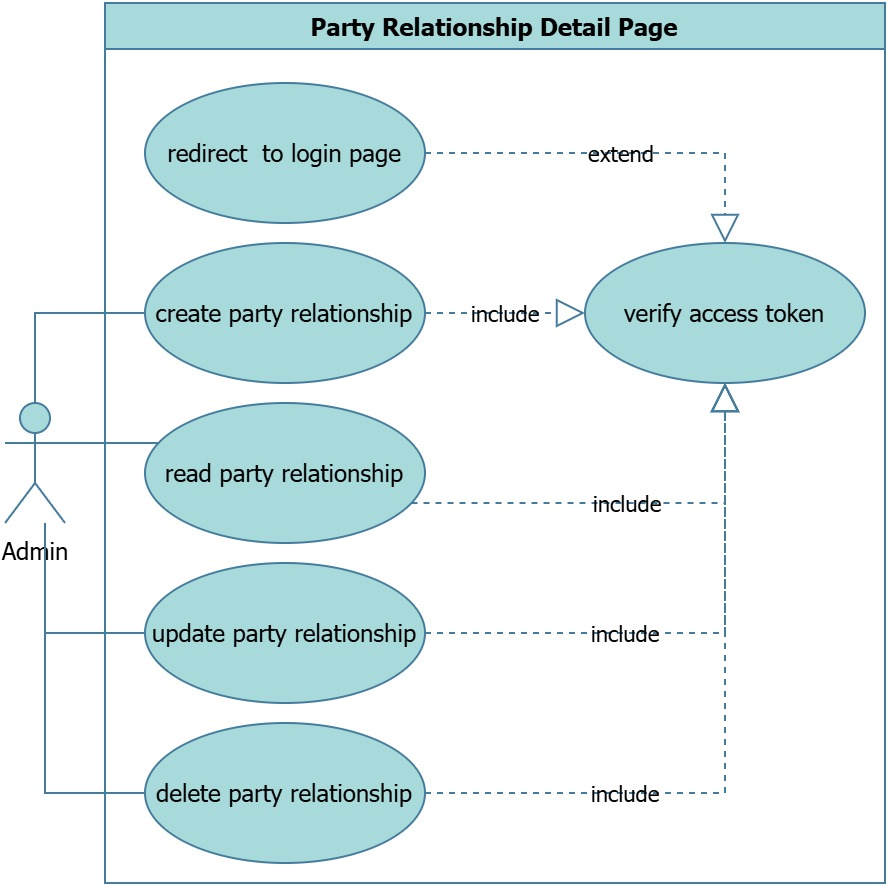 Party Relationship Detail Page
redirect  to login page
extend
create party relationship
include
verify access token
read party relationship
include
Admin
update party relationship
include
delete party relationship
include